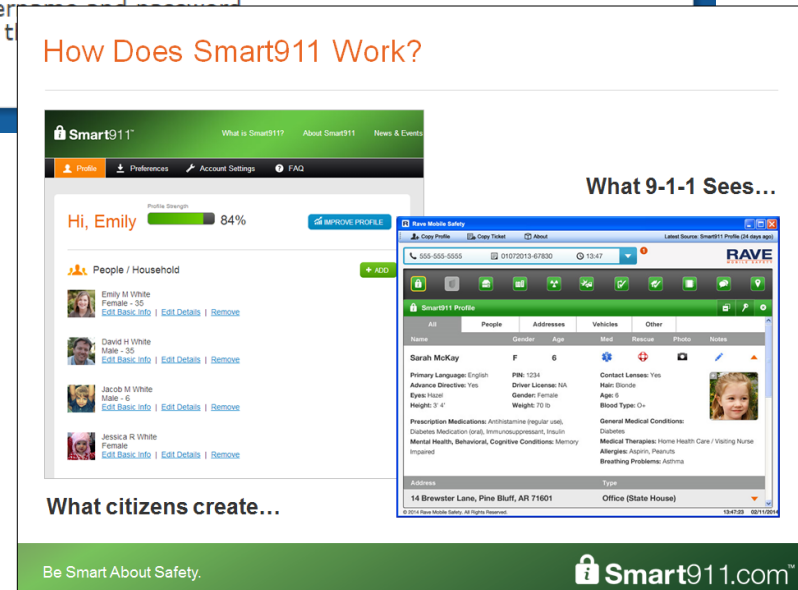 ername and password
How Does Smart911 Work?
Smart911™
What is Smart911? About Smart911 News & Events
Profile Preferences Account Settings FAQ
Hi, Emily
Profile Strength
84%
IMPROVE PROFILE
People / Household
+ ADD
Emily M White
Female - 35
Edit Basic Info | Edit Details | Remove
David H White
Male - 35
Edit Basic Info | Edit Details | Remove
Jacob M White
Male - 6
Edit Basic Info | Edit Details | Remove
Jessica R White
Female
Edit Basic Info | Edit Details | Remove
What citizens create…
What 9-1-1 Sees…
Rave Mobile Safety
Copy Profile Copy Ticket About Latest Source: Smart911 Profile (24 days ago)
555-555-5555 01072013-67830 13:47
RAVE
MOBILE SAFETY
Smart911 Profile
All People Addresses Vehicles Other
Name Gender Age Med Rescue Photo Notes
Sarah McKay F 6
Primary Language: English PIN: 1234 Contact Lenses: Yes
Advance Directive: Yes Driver License: NA Hair: Blonde
Eyes: Hazel Gender: Female Age: 6
Height: 3' 4" Weight: 70 lb Blood Type: O+
Prescription Medications: Antihistamine (regular use),
Diabetes Medication (oral), Immunosuppressant, Insulin
Mental Health, Behavioral, Cognitive Conditions: Memory
Impaired
General Medical Conditions:
Diabetes
Medical Therapies: Home Health Care / Visiting Nurse
Allergies: Aspirin, Peanuts
Breathing Problems: Asthma
Address Type
14 Brewster Lane, Pine Bluff, AR 71601 Office (State House)
© 2014 Rave Mobile Safety. All Rights Reserved. 13:47:23 02/11/2014
Be Smart About Safety.
Smart911.com™